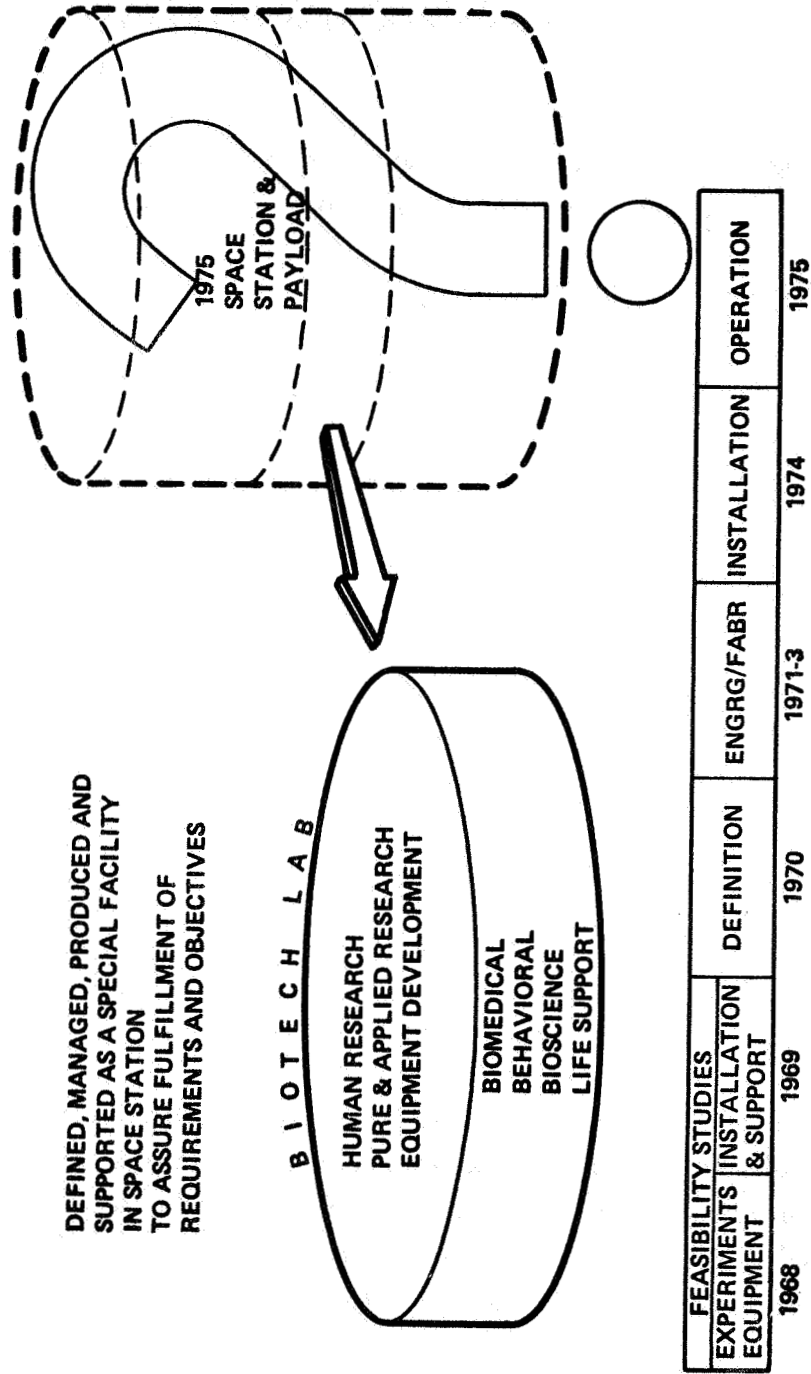 DEFINED, MANAGED, PRODUCED AND
SUPPORTED AS A SPECIAL FACILITY
IN SPACE STATION
TO ASSURE FULFILLMENT OF
REQUIREMENTS AND OBJECTIVES
BIOTECH LAB
HUMAN RESEARCH
PURE & APPLIED RESEARCH
EQUIPMENT DEVELOPMENT
BIOMEDICAL
BEHAVIORAL
BIOSCIENCE
LIFE SUPPORT
1975
SPACE
STATION &
PAYLOAD
FEASIBILITY STUDIES
EXPERIMENTS
EQUIPMENT
INSTALLATION
& SUPPORT
DEFINITION
ENGRG/FABR
INSTALLATION
OPERATION
1968
1969
1970
1971-3
1974
1975